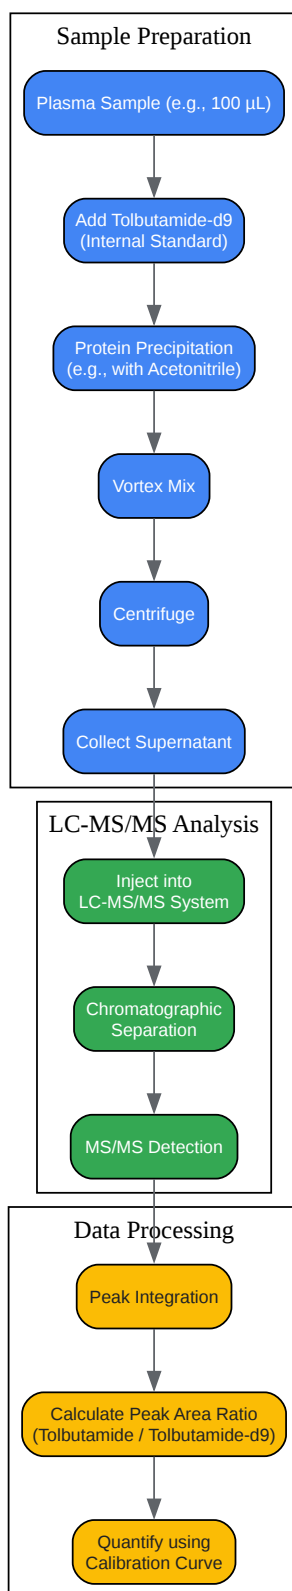 Sample Preparation
Plasma Sample (e.g., 100 µL)
Add Tolbutamide-d9
(Internal Standard)
Protein Precipitation
(e.g., with Acetonitrile)
Vortex Mix
Centrifuge
Collect Supernatant
LC-MS/MS Analysis
Inject into
LC-MS/MS System
Chromatographic
Separation
MS/MS Detection
Data Processing
Peak Integration
Calculate Peak Area Ratio
(Tolbutamide / Tolbutamide-d9)
Quantify using
Calibration Curve